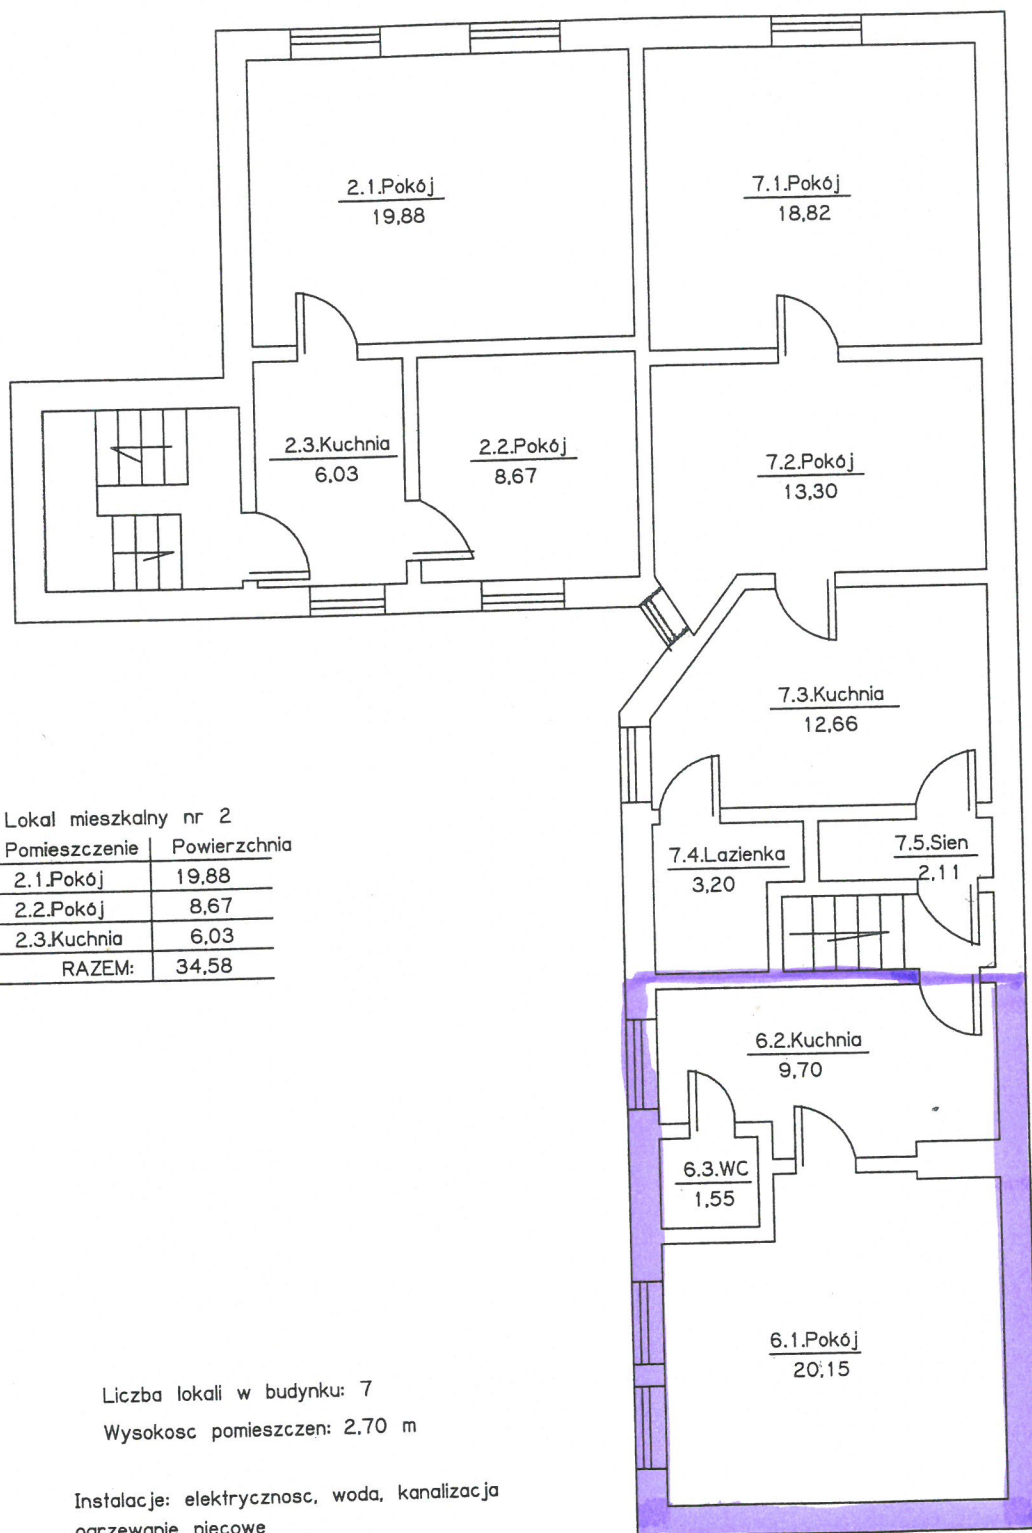 2.1.Pokój
19,88
7.1.Pokój
18,82
2.3.Kuchnia
6,03
2.2.Pokój
8,67
7.2.Pokój
13,30
7.3.Kuchnia
12,66
7.4.Lazienka
3,20
7.5.Sien
2,11
Lokal mieszkalny nr 2
Pomieszczenie Powierzchnia
2.1.Pokój 19,88
2.2.Pokój 8,67
2.3.Kuchnia 6,03
RAZEM: 34,58
6.2.Kuchnia
9,70
6.3.WC
1,55
6.1.Pokój
20,15
Liczba lokali w budynku: 7
Wysokosc pomieszczen: 2,70 m
Instalacje: elektrycznosc, woda, kanalizacja
ogrzewanie piecowe